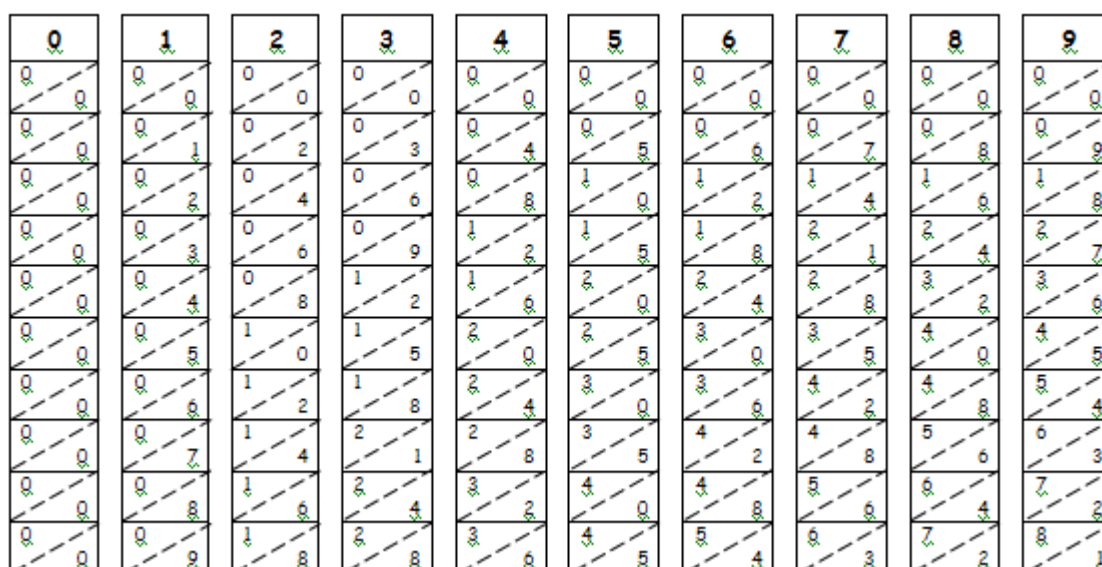 0 1 2 3 4 5 6 7 8 9
0 0 0 0 0 0 0 0 0 0
0 0 0 0 0 0 0 0 0 0
0 0 0 0 0 0 0 0 0 0
0 1 2 3 4 5 6 7 8 9
0 0 0 0 0 1 1 1 1 1
0 2 4 6 8 0 2 4 6 8
0 0 0 0 1 1 1 2 2 2
0 3 6 9 2 5 8 1 4 7
0 0 0 1 1 2 2 2 3 3
0 4 8 2 6 0 4 8 2 6
0 0 1 1 2 2 3 3 4 4
0 5 0 5 0 5 0 5 0 5
0 0 1 1 2 3 3 4 4 5
0 6 2 8 4 0 6 2 8 4
0 0 1 2 2 3 4 4 5 6
0 7 4 1 8 5 2 8 6 3
0 0 1 2 3 4 4 5 6 7
0 8 6 4 2 0 8 6 4 2
0 0 1 2 3 4 5 6 7 8
0 9 8 8 6 5 4 3 2 1